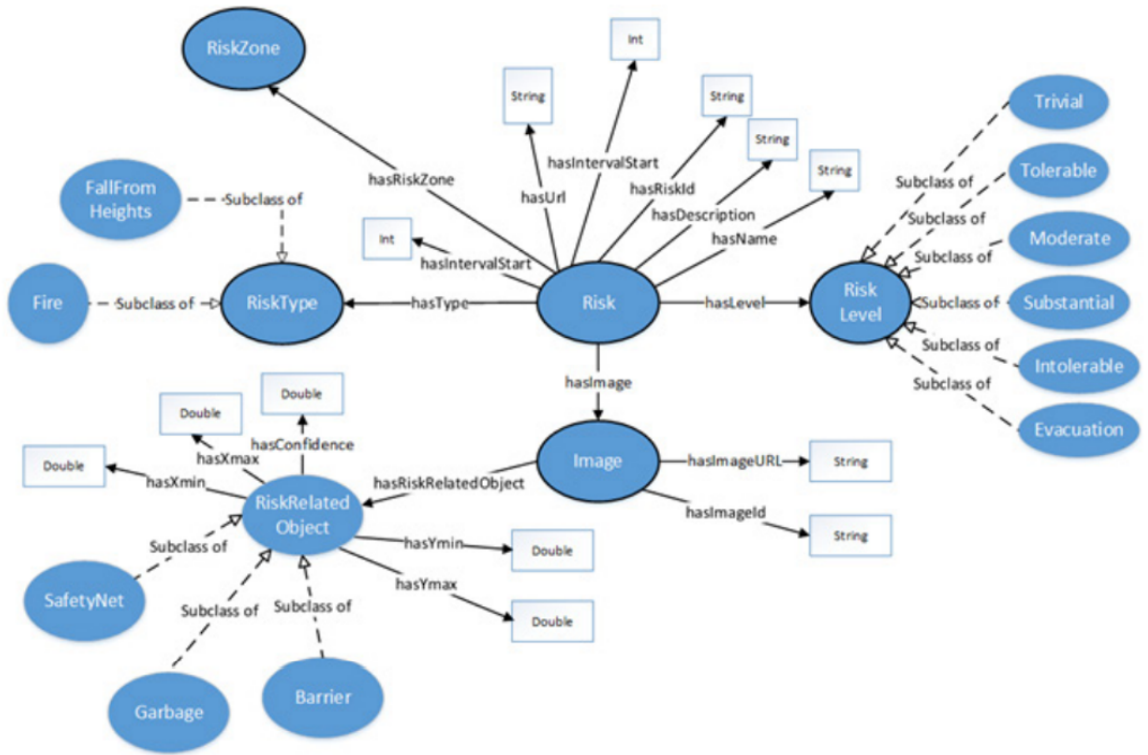 RiskZone
Int
String
String
String
String
Trivial
Tolerable
Moderate
Substantial
Intolerable
Evacuation
hasRiskZone
hasUrl
hasIntervalStart
hasRiskId
hasDescription
hasName
Subclass of
Subclass of
Subclass of
Subclass of
Subclass of
Subclass of
FallFrom
Heights
Subclass of
Int
hasIntervalStart
Fire
Subclass of
RiskType
hasType
Risk
hasLevel
Risk
Level
hasImage
Double
Double
Double
hasConfidence
hasXmax
hasXmin
RiskRelated
Object
hasRiskRelatedObject
Image
hasImageURL
String
hasImageId
String
hasYmin
Double
hasYmax
Double
Subclass of
Subclass of
Subclass of
SafetyNet
Garbage
Barrier